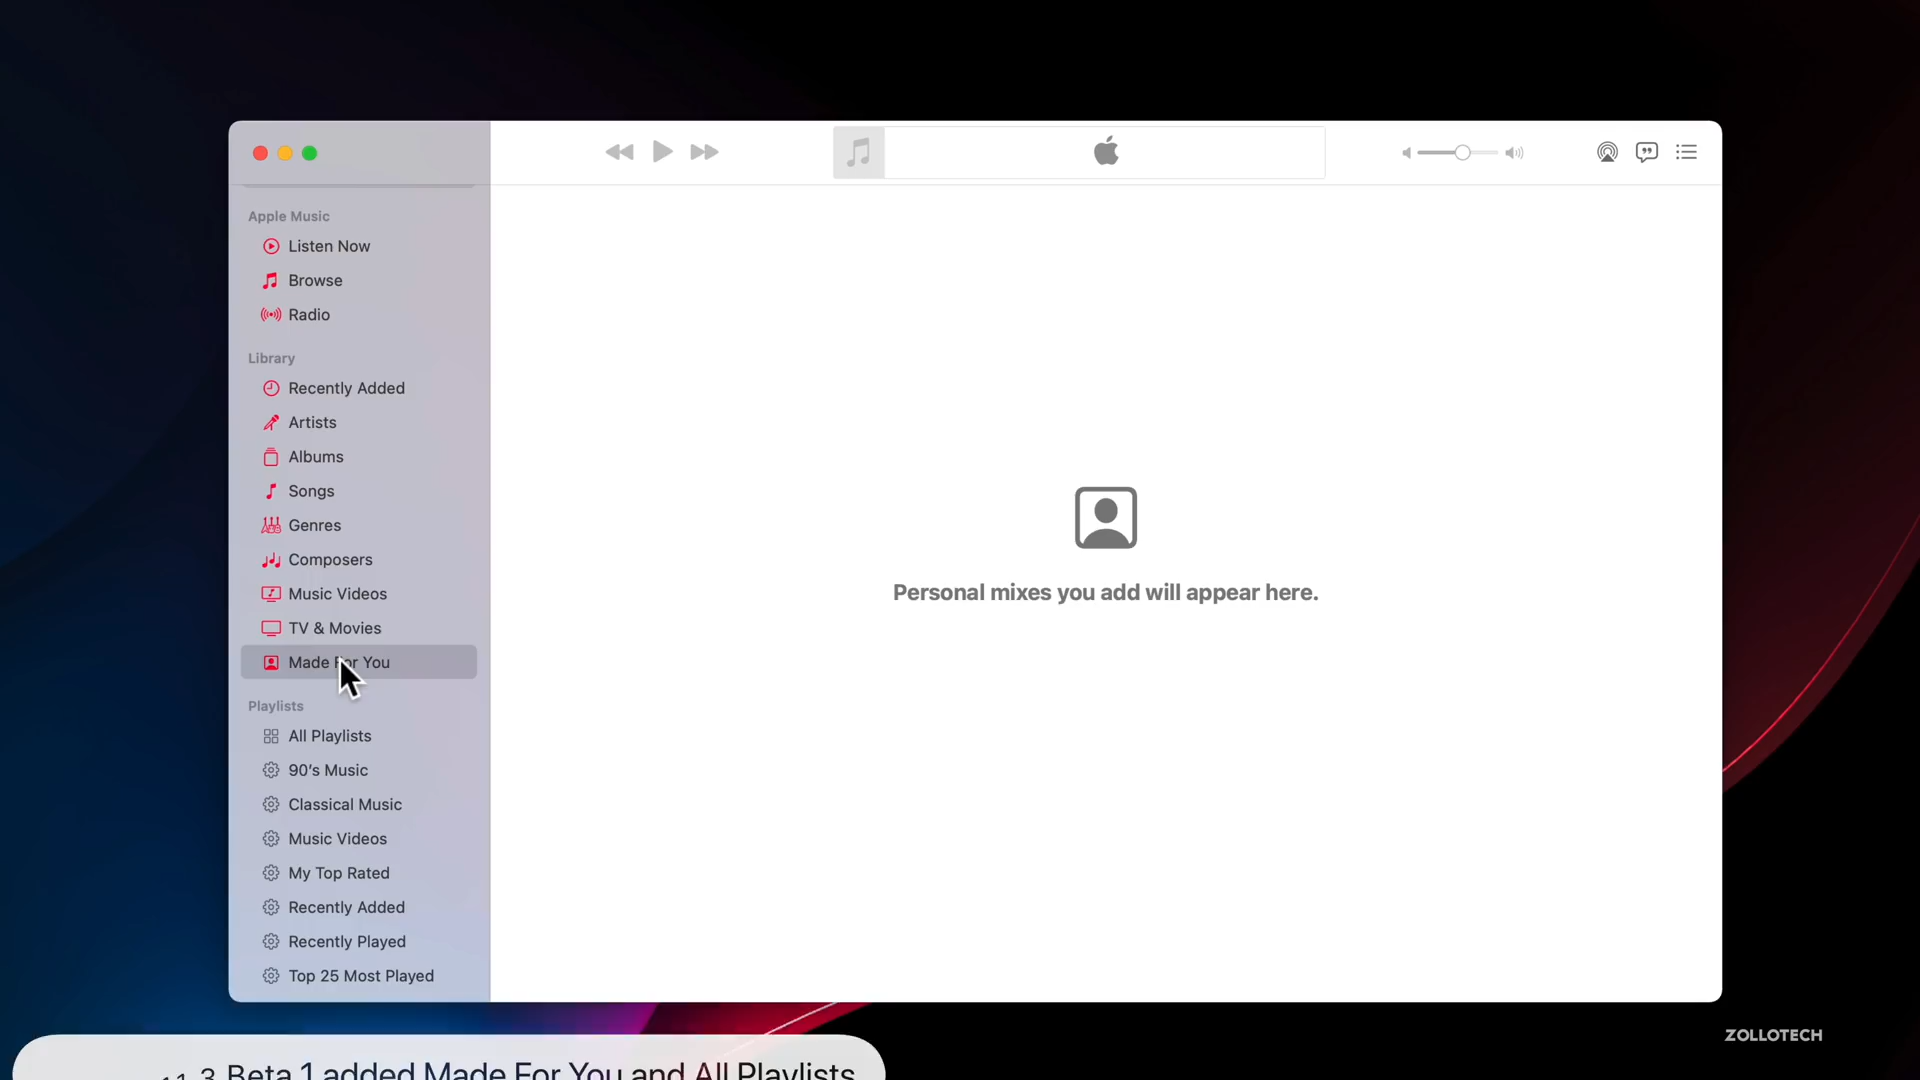 Apple Music
Listen Now
Browse
Radio
Library
Recently Added
Artists
Albums
Songs
Genres
Composers
Music Videos
TV & Movies
Made For You
Playlists
All Playlists
90's Music
Classical Music
Music Videos
My Top Rated
Recently Added
Recently Played
Top 25 Most Played
Personal mixes you add will appear here.
ZOLLOTECH
11.3 Beta 1 added Made For You and All Playlists